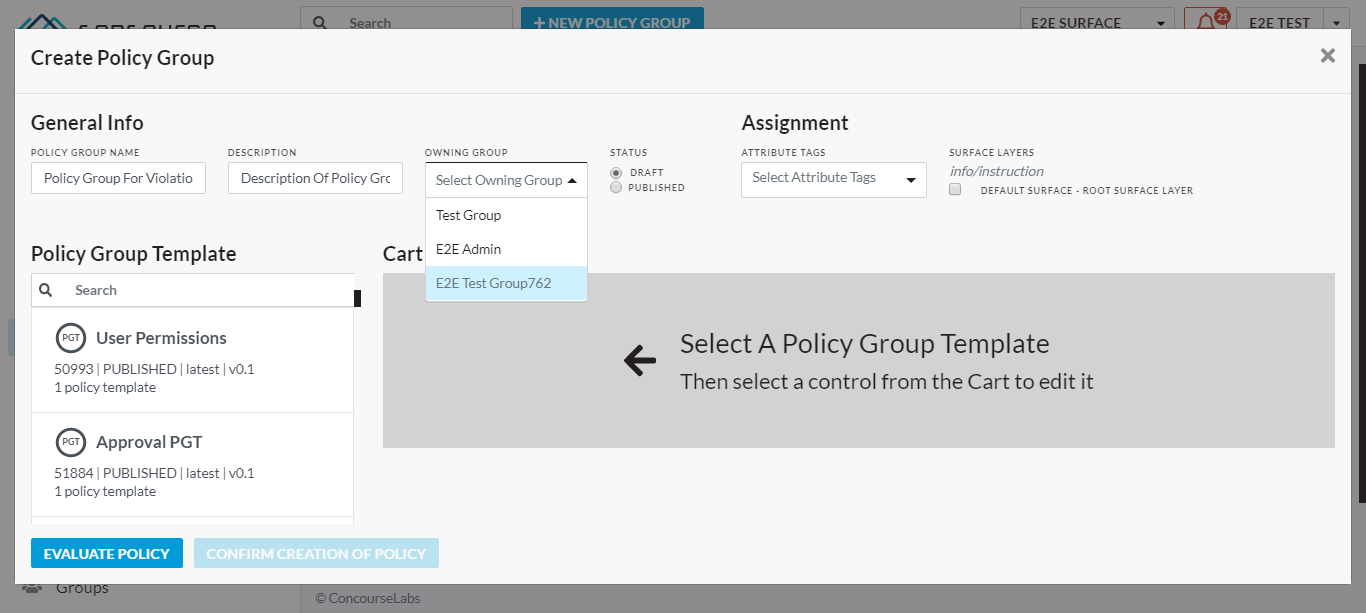 Search
+ NEW POLICY GROUP
E2E SURFACE
21
E2E TEST
Create Policy Group
General Info
Assignment
POLICY GROUP NAME
DESCRIPTION
OWNING GROUP
STATUS
ATTRIBUTE TAGS
SURFACE LAYERS
Policy Group For Violatio
Description Of Policy Grc
Select Owning Group
DRAFT
PUBLISHED
Select Attribute Tags
info/instruction
DEFAULT SURFACE - ROOT SURFACE LAYER
Test Group
E2E Admin
E2E Test Group762
Policy Group Template
Cart
Search
PGT User Permissions
50993 | PUBLISHED | latest | v0.1
1 policy template
PGT Approval PGT
51884 | PUBLISHED | latest | v0.1
1 policy template
Select A Policy Group Template
Then select a control from the Cart to edit it
EVALUATE POLICY
CONFIRM CREATION OF POLICY
Groups
© ConcourseLabs